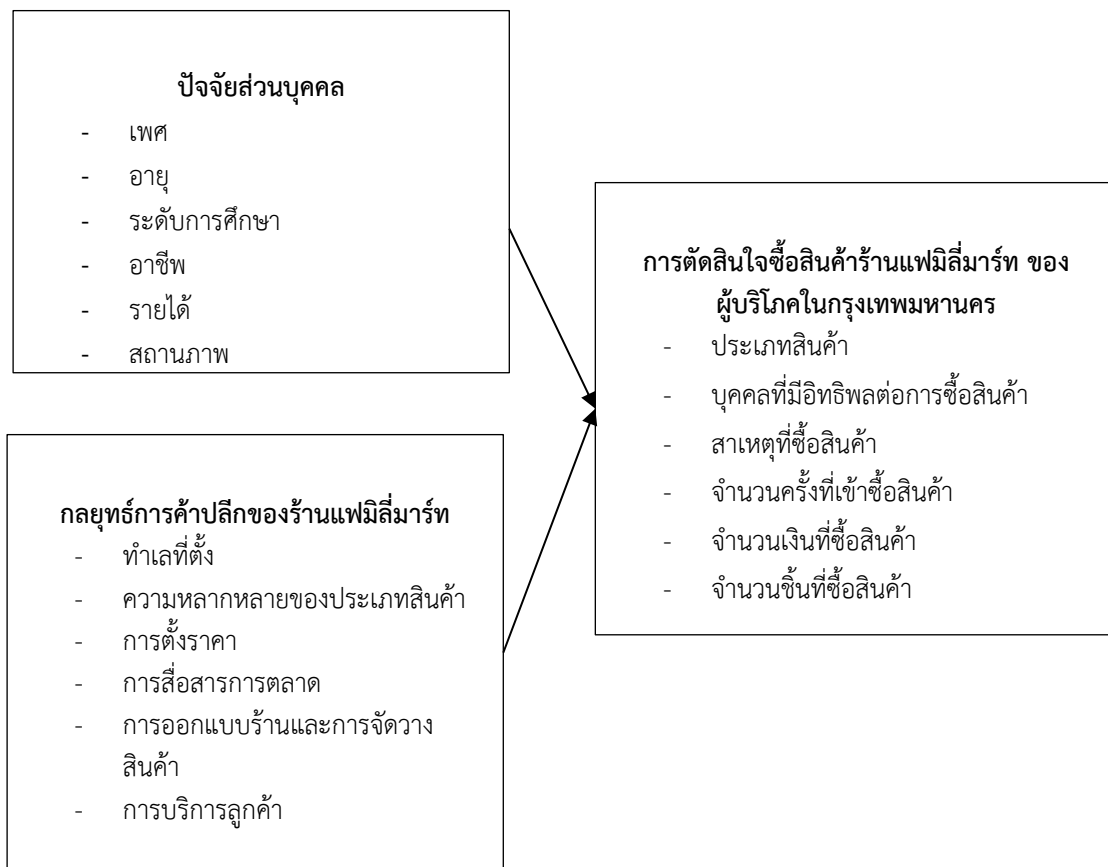 ปัจจัยส่วนบุคคล
- เพศ
- อายุ
- ระดับการศึกษา
- อาชีพ
- รายได้
- สถานภาพ
กลยุทธ์การค้าปลีกของร้านแฟมิลี่มาร์ท
- ทำเลที่ตั้ง
- ความหลากหลายของประเภทสินค้า
- การตั้งราคา
- การสื่อสารการตลาด
- การออกแบบร้านและการจัดวาง
สินค้า
- การบริการลูกค้า
การตัดสินใจซื้อสินค้าร้านแฟมิลี่มาร์ท ของ
ผู้บริโภคในกรุงเทพมหานคร
- ประเภทสินค้า
- บุคคลที่มีอิทธิพลต่อการซื้อสินค้า
- สาเหตุที่ซื้อสินค้า
- จำนวนครั้งที่เข้าซื้อสินค้า
- จำนวนเงินที่ซื้อสินค้า
- จำนวนชิ้นที่ซื้อสินค้า